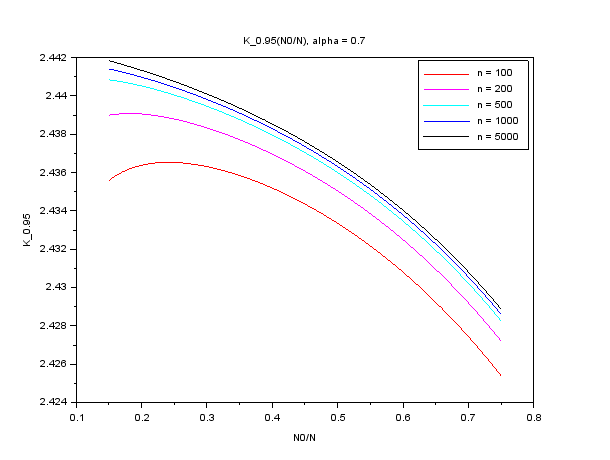 K_0.95(N0/N), alpha = 0.7
2.442
2.44
2.438
2.436
2.434
2.432
2.43
2.428
2.426
2.424
K_0.95
n = 100
n = 200
n = 500
n = 1000
n = 5000
0.1
0.2
0.3
0.4
0.5
0.6
0.7
0.8
N0/N